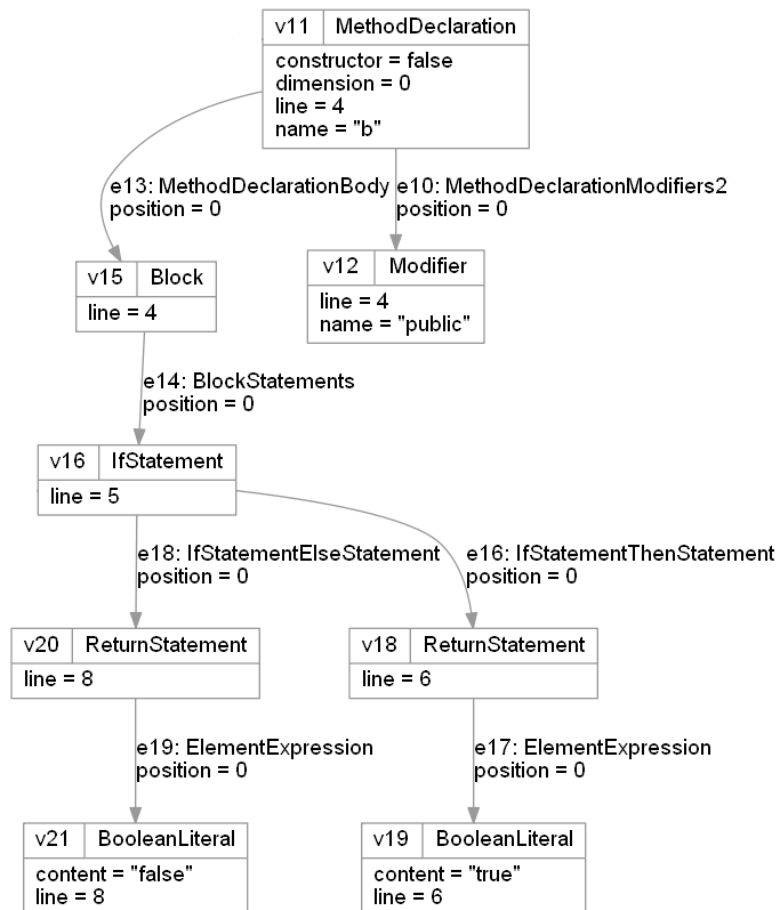 v11 MethodDeclaration
constructor = false
dimension = 0
line = 4
name = "b"
e13: MethodDeclarationBody
position = 0
e10: MethodDeclarationModifiers2
position = 0
v15 Block
line = 4
v12 Modifier
line = 4
name = "public"
e14: BlockStatements
position = 0
v16 IfStatement
line = 5
e18: IfStatementElseStatement
position = 0
e16: IfStatementThenStatement
position = 0
v20 ReturnStatement
line = 8
v18 ReturnStatement
line = 6
e19: ElementExpression
position = 0
e17: ElementExpression
position = 0
v21 BooleanLiteral
content = "false"
line = 8
v19 BooleanLiteral
content = "true"
line = 6